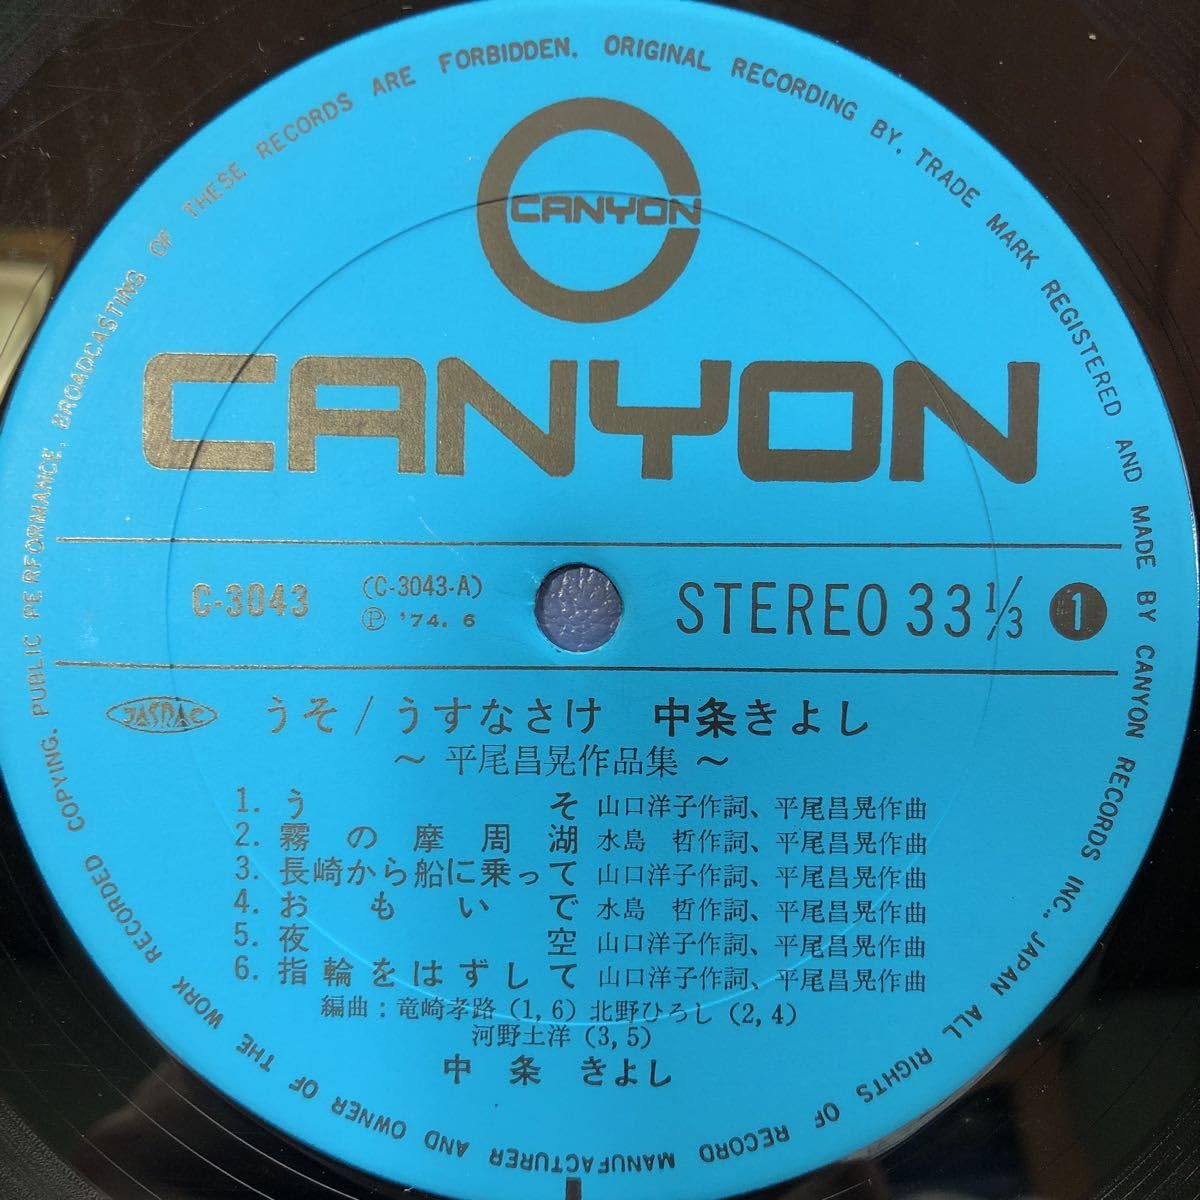 COPYING. PUBLIC PERFORMANCE. BROADCASTING OF THESE RECORDS ARE FORBIDDEN. ORIGINAL RECORDING BY. TRADE MARK REGISTERED AND MADE BY CANYON RECORDS INC., JAPAN ALL RIGHTS OF RECORD MANUFACTURER AND OWNER OF THE WORK RECORDED
CANYON
CANYON
C-3043 (C-3043-A) STEREO 33 1/3 1
Ⓟ '74. 6
JASRAC うそ/うすなさけ 中条きよし
～ 平尾昌晃作品集 ～
1. うそ 山口洋子作詞、平尾昌晃作曲
2. 霧の摩周湖 水島 哲作詞、平尾昌晃作曲
3. 長崎から船に乗って 山口洋子作詞、平尾昌晃作曲
4. おもいで 水島 哲作詞、平尾昌晃作曲
5. 夜空 山口洋子作詞、平尾昌晃作曲
6. 指輪をはずして 山口洋子作詞、平尾昌晃作曲
編曲：竜崎孝路 (1, 6) 北野ひろし (2, 4)
河野土洋 (3, 5)
中条 きよし